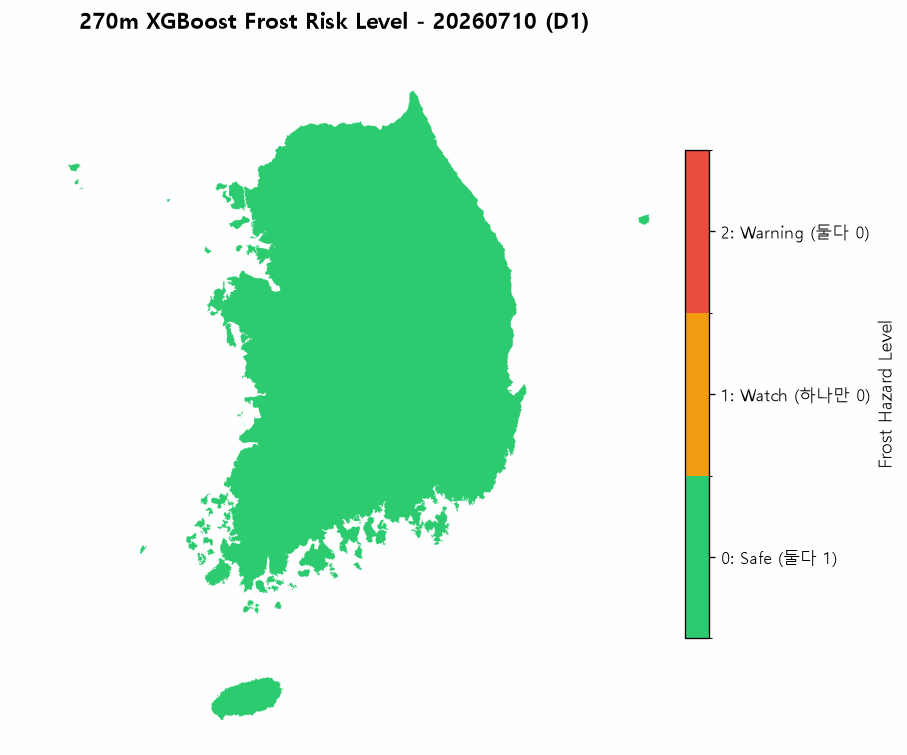 270m XGBoost Frost Risk Level - 20260710 (D1)
2: Warning (둘다 0)
1: Watch (하나만 0)
0: Safe (둘다 1)
Frost Hazard Level